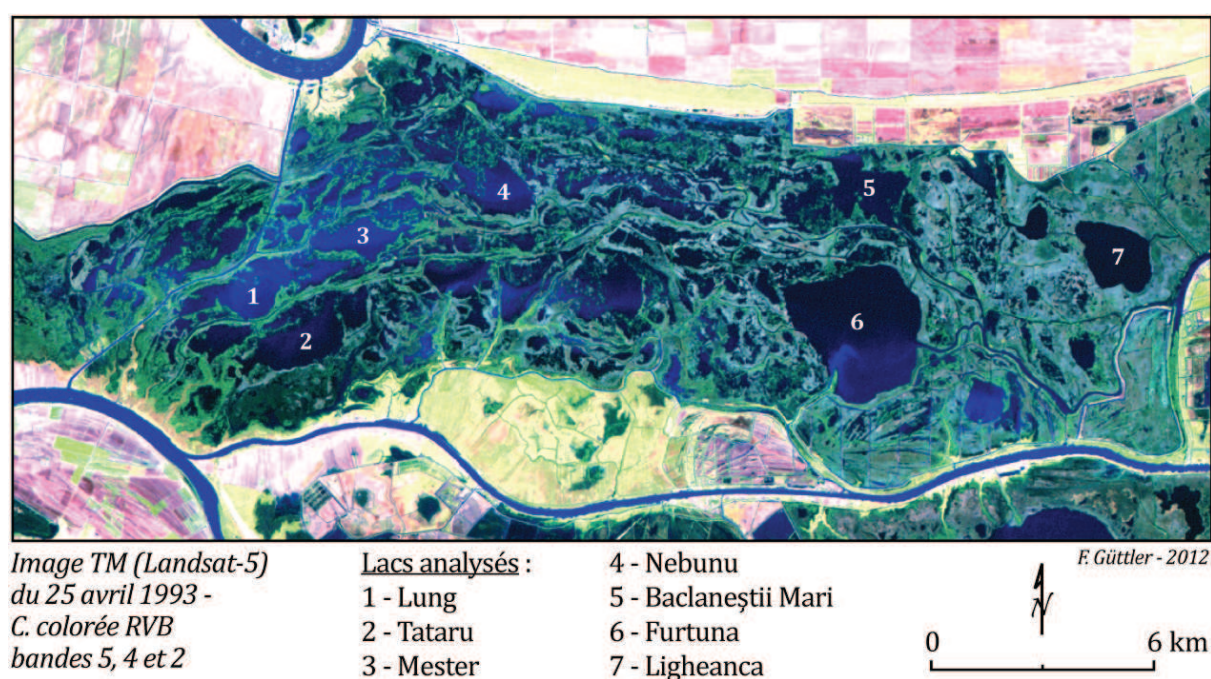 4
5
3
7
1
6
2
Image TM (Landsat-5)
du 25 avril 1993 -
C. colorée RVB
bandes 5, 4 et 2
Lacs analysés :
1 - Lung
2 - Tataru
3 - Mester
4 - Nebunu
5 - Baclaneştii Mari
6 - Furtuna
7 - Ligheanca
F. Güttler - 2012
N
0 6 km